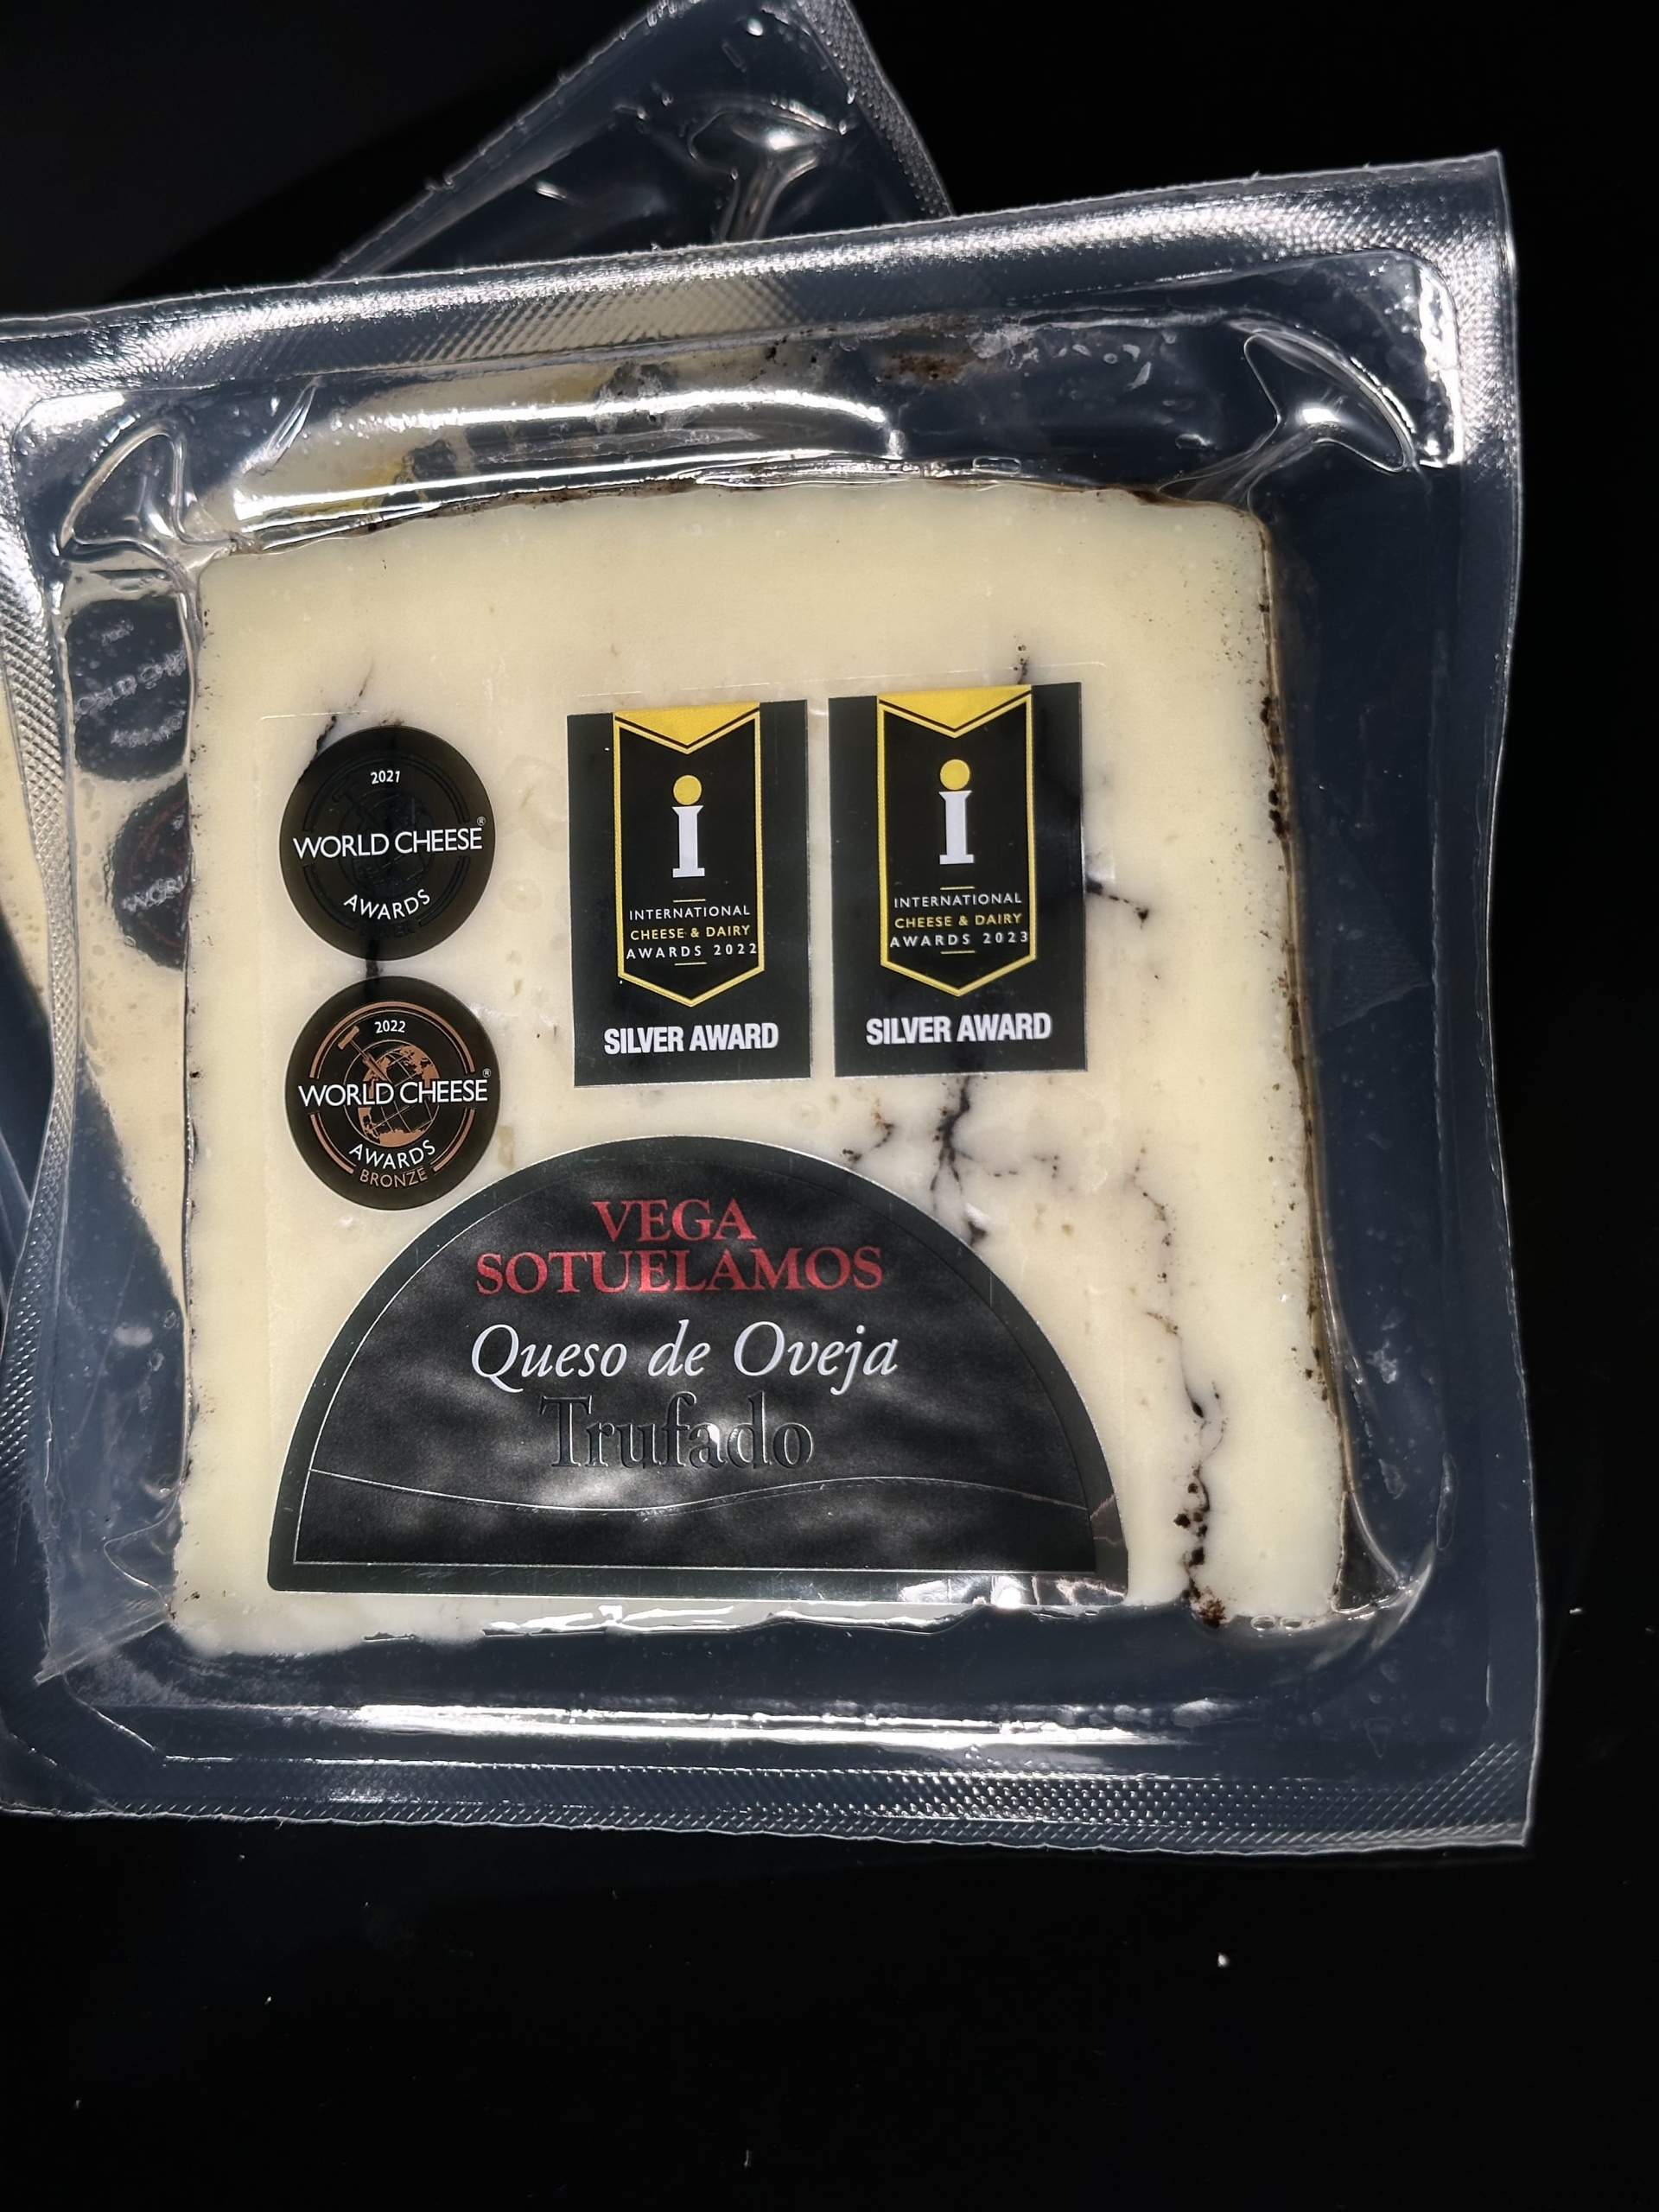 2021
WORLD CHEESE®
AWARDS
2022
WORLD CHEESE®
AWARDS
BRONZE
i
INTERNATIONAL
CHEESE & DAIRY
AWARDS 2022
SILVER AWARD
i
INTERNATIONAL
CHEESE & DAIRY
AWARDS 2023
SILVER AWARD
VEGA
SOTUELAMOS
Queso de Oveja
Trufado